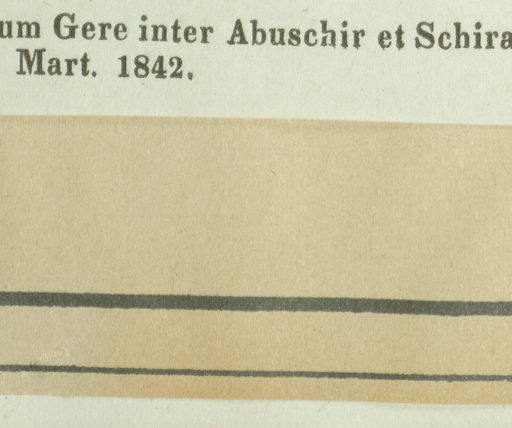 um Gere inter Abuschir et Schira
Mart. 1842.